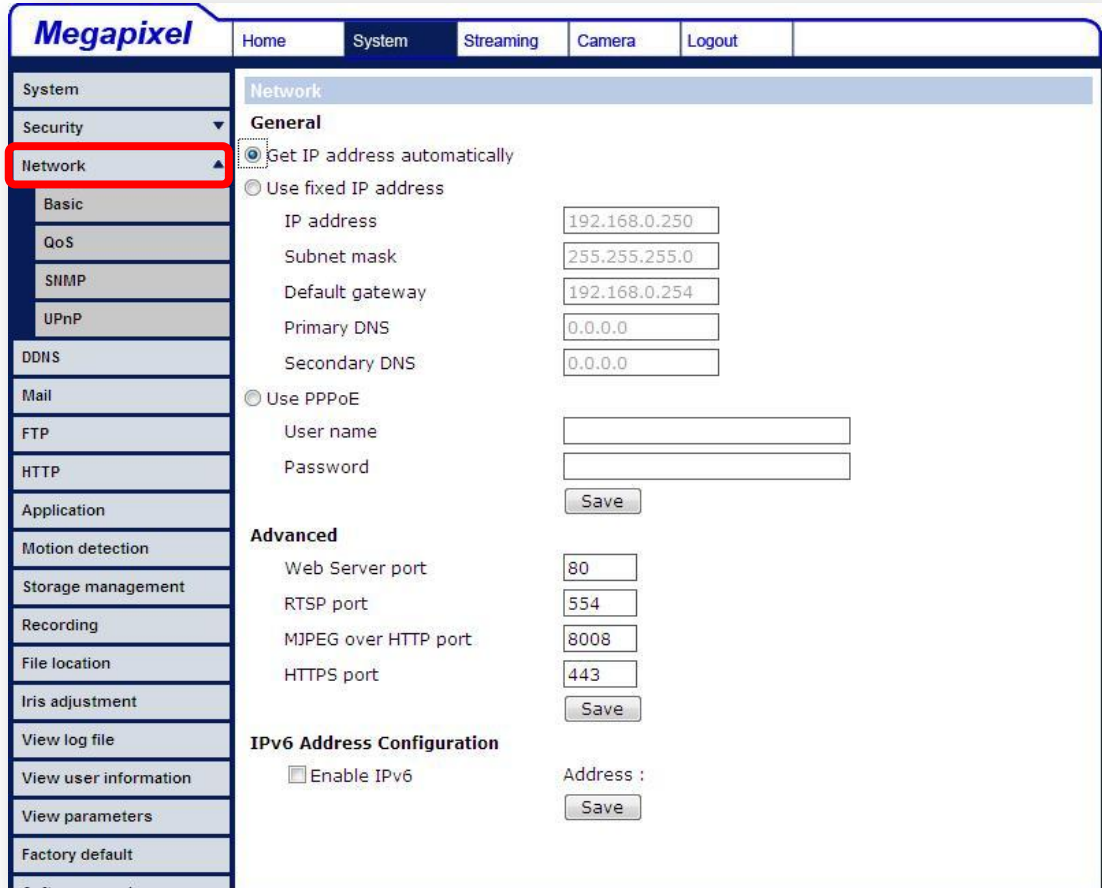 Megapixel
Home System Streaming Camera Logout
System
Security
Network
Basic
QoS
SNMP
UPnP
DDNS
Mail
FTP
HTTP
Application
Motion detection
Storage management
Recording
File location
Iris adjustment
View log file
View user information
View parameters
Factory default
Network
General
Get IP address automatically
Use fixed IP address
IP address 192.168.0.250
Subnet mask 255.255.255.0
Default gateway 192.168.0.254
Primary DNS 0.0.0.0
Secondary DNS 0.0.0.0
Use PPPoE
User name
Password
Save
Advanced
Web Server port 80
RTSP port 554
MJPEG over HTTP port 8008
HTTPS port 443
Save
IPv6 Address Configuration
Enable IPv6 Address :
Save